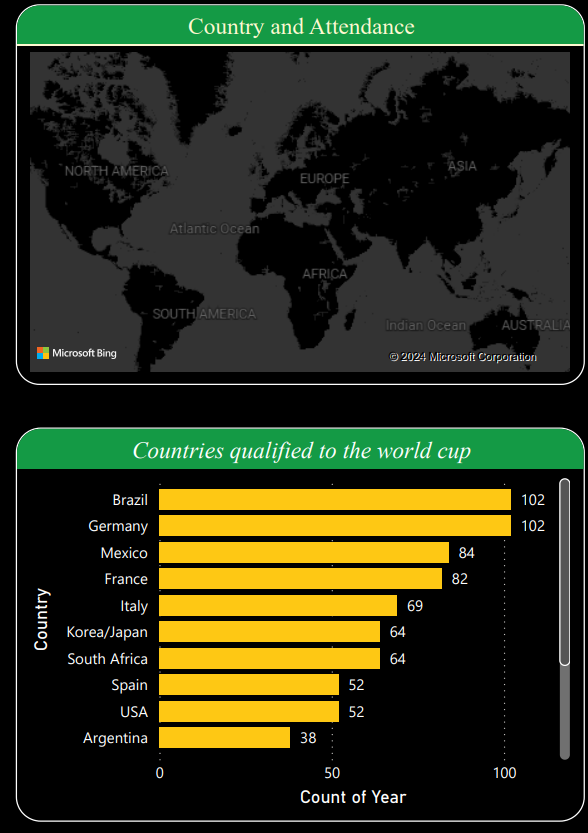 Country and Attendance
NORTH AMERICA
ASIA
EUROPE
Atlantic Ocean
AFRICA
SOUTH AMERICA
Indian Ocean
AUSTRALIA
Microsoft Bing
© 2024 Microsoft Corporation
Countries qualified to the world cup
Brazil 102
Germany 102
Mexico 84
France 82
Italy 69
Korea/Japan 64
South Africa 64
Spain 52
USA 52
Argentina 38
Country
0 50 100
Count of Year